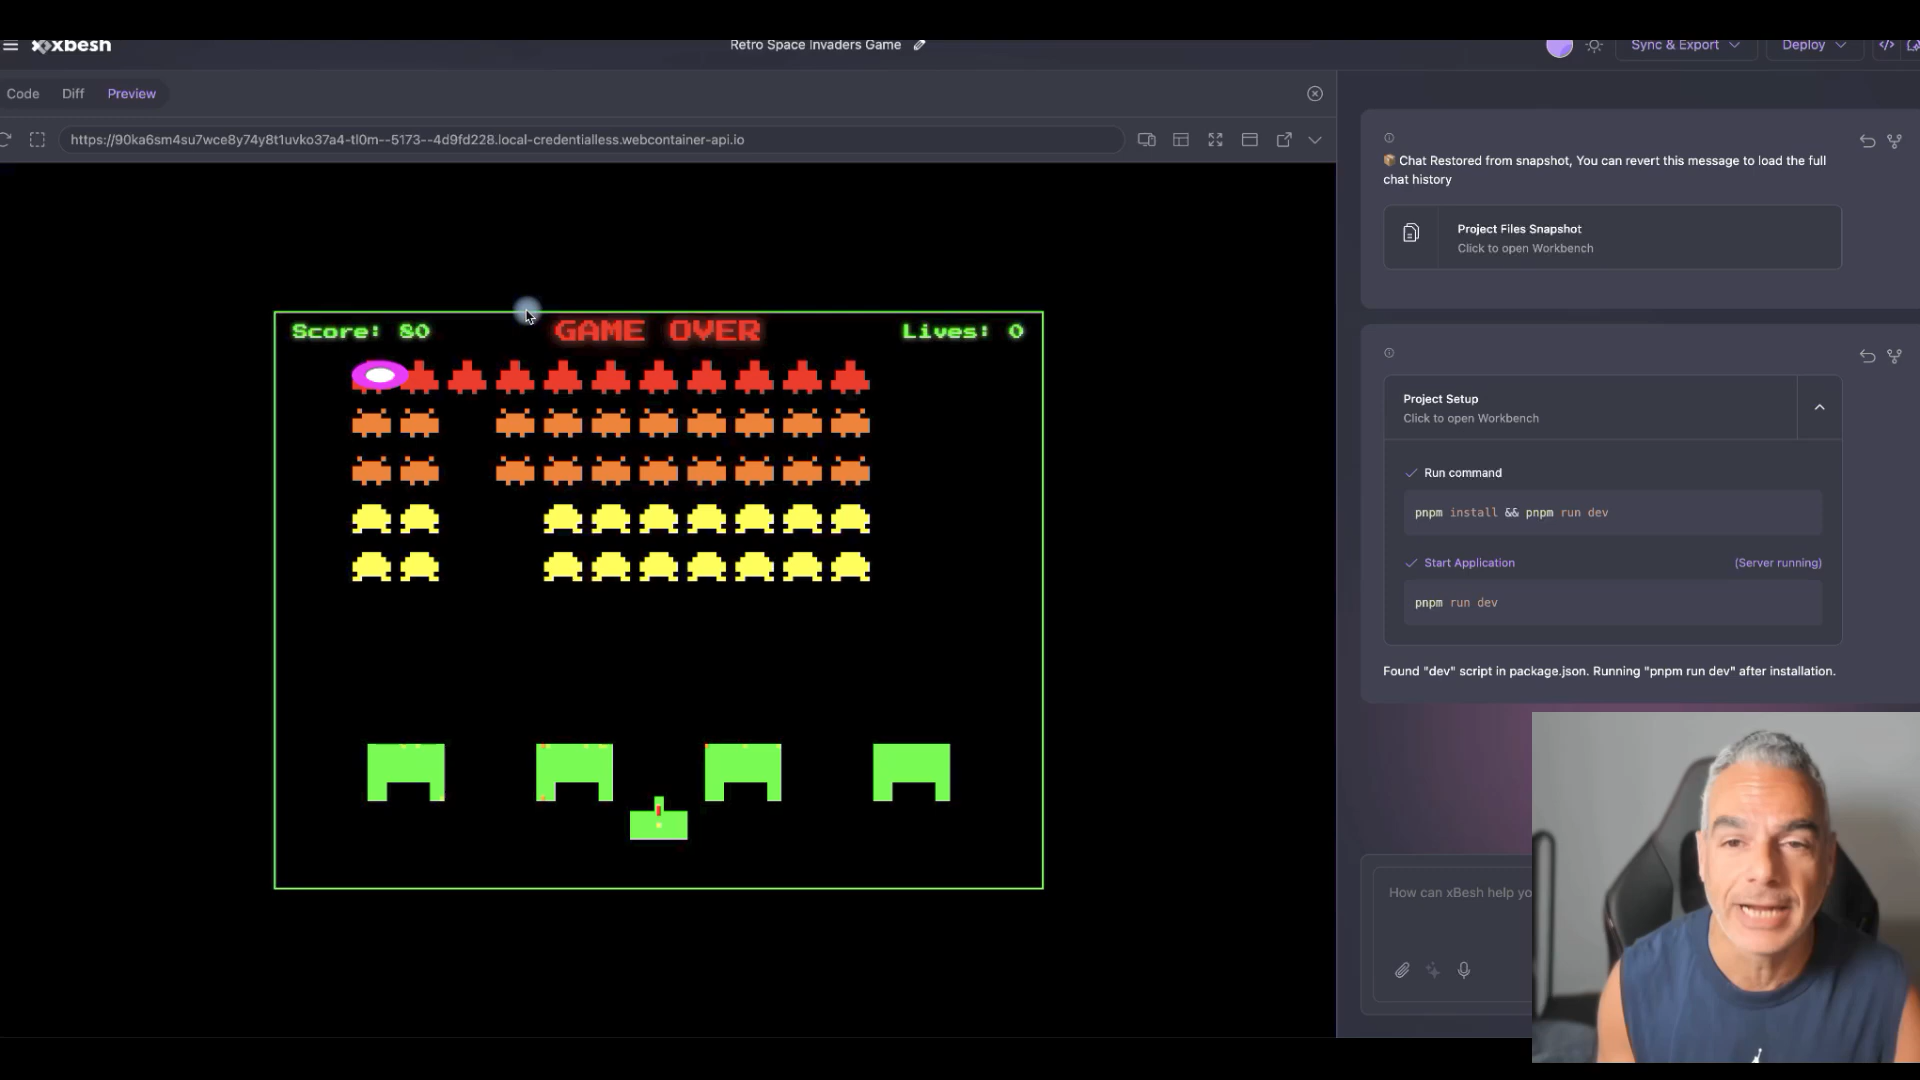 xbesh
Retro Space Invaders Game
Sync & Export
Deploy
Code
Diff
Preview
https://90ka6sm4su7wce8y74y8t1uvko37a4-tl0m--5173--4d9fd228.local-credentialless.webcontainer-api.io
Score: 80
GAME OVER
Lives: 0
📦 Chat Restored from snapshot, You can revert this message to load the full
chat history
Project Files Snapshot
Click to open Workbench
Project Setup
Click to open Workbench
Run command
pnpm install && pnpm run dev
Start Application
(Server running)
pnpm run dev
Found "dev" script in package.json. Running "pnpm run dev" after installation.
How can xBesh help yo